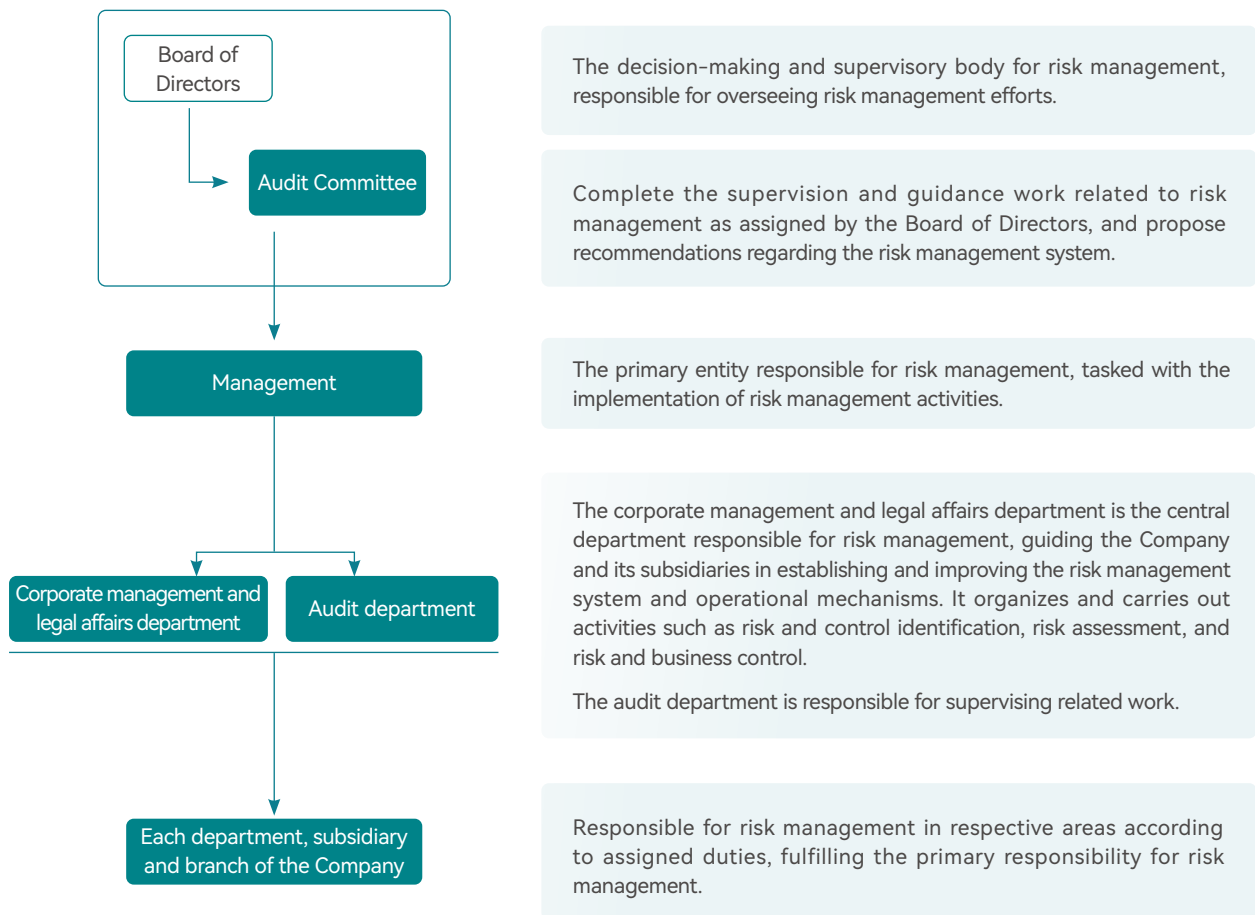 Board of
Directors
The decision-making and supervisory body for risk management,
responsible for overseeing risk management efforts.
Audit Committee
Complete the supervision and guidance work related to risk
management as assigned by the Board of Directors, and propose
recommendations regarding the risk management system.
Management
The primary entity responsible for risk management, tasked with the
implementation of risk management activities.
Corporate management and
legal affairs department
Audit department
The corporate management and legal affairs department is the central
department responsible for risk management, guiding the Company
and its subsidiaries in establishing and improving the risk management
system and operational mechanisms. It organizes and carries out
activities such as risk and control identification, risk assessment, and
risk and business control.
The audit department is responsible for supervising related work.
Each department, subsidiary
and branch of the Company
Responsible for risk management in respective areas according
to assigned duties, fulfilling the primary responsibility for risk
management.